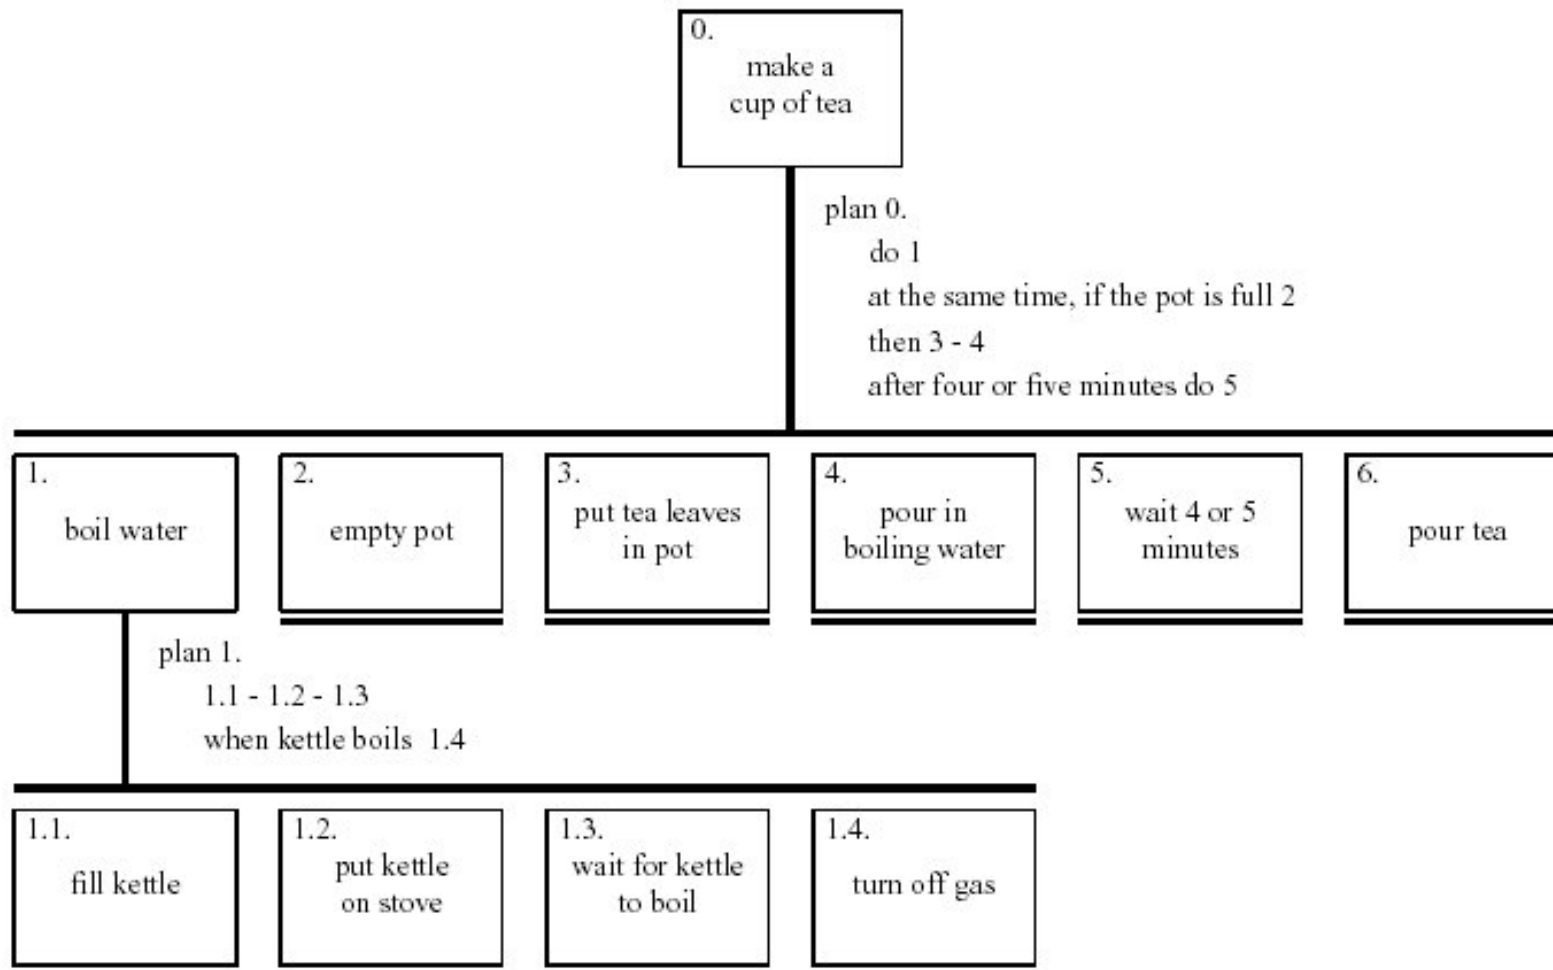 0.
make a
cup of tea
plan 0.
do 1
at the same time, if the pot is full 2
then 3 - 4
after four or five minutes do 5
1.
boil water
2.
empty pot
3.
put tea leaves
in pot
4.
pour in
boiling water
5.
wait 4 or 5
minutes
6.
pour tea
plan 1.
1.1 - 1.2 - 1.3
when kettle boils 1.4
1.1.
fill kettle
1.2.
put kettle
on stove
1.3.
wait for kettle
to boil
1.4.
turn off gas